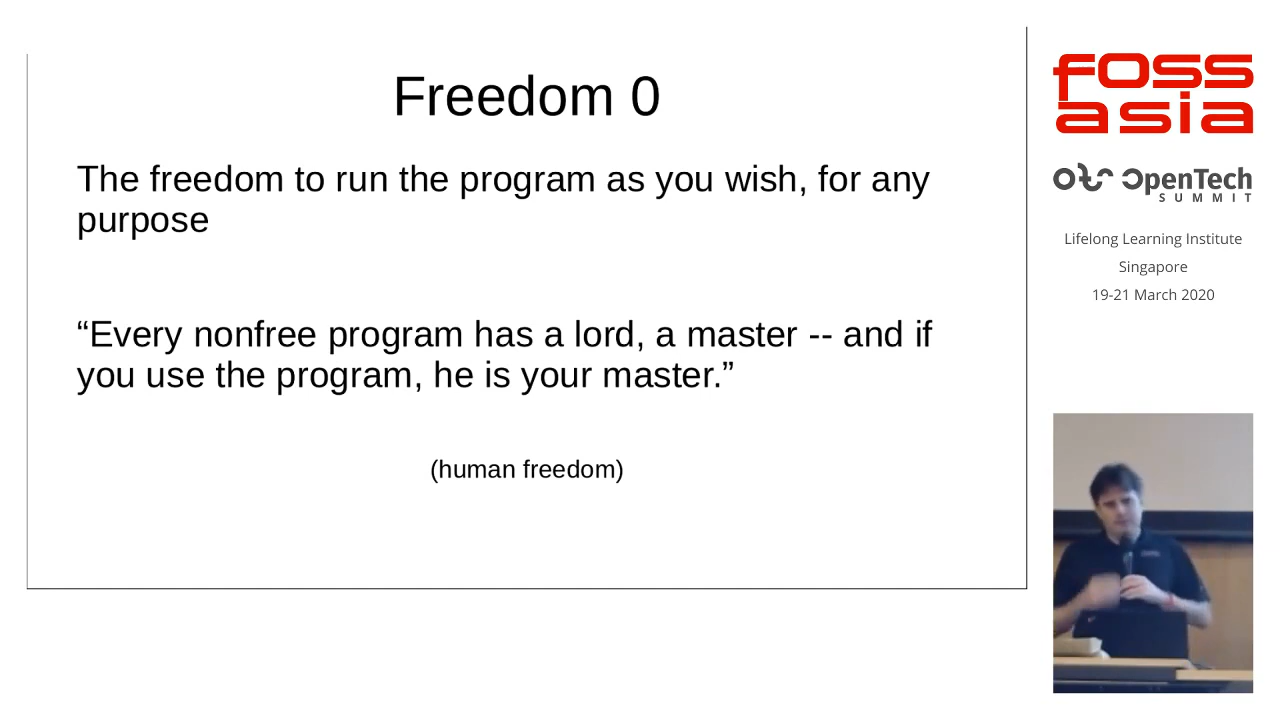 Freedom 0
The freedom to run the program as you wish, for any
purpose
“Every nonfree program has a lord, a master -- and if
you use the program, he is your master.”
(human freedom)
foss
asia
OpenTech
SUMMIT
Lifelong Learning Institute
Singapore
19-21 March 2020